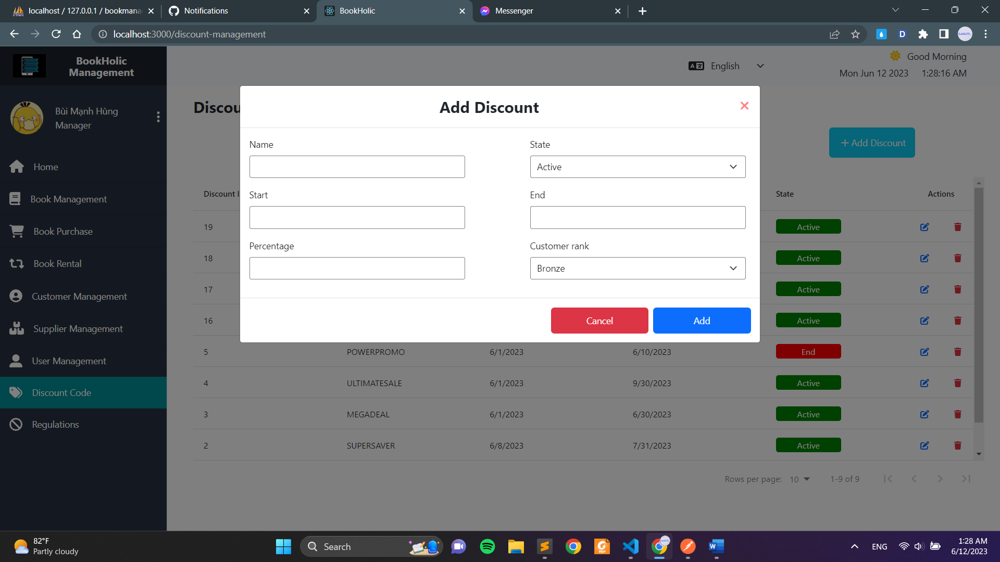 localhost / 127.0.0.1 / bookmana
Notifications
BookHolic
Messenger
localhost:3000/discount-management
D
BookHolic
Management
English
Good Morning
Mon Jun 12 2023 1:28:16 AM
Bùi Mạnh Hùng
Manager
Home
Book Management
Book Purchase
Book Rental
Customer Management
Supplier Management
User Management
Discount Code
Regulations
Discou
Add Discount
Add Discount
Name
State
Active
Start
End
Percentage
Customer rank
Bronze
Cancel
Add
Discount I
State
Actions
19 Active
18 Active
17 Active
16 Active
5 POWERPROMO 6/1/2023 6/10/2023 End
4 ULTIMATESALE 6/1/2023 9/30/2023 Active
3 MEGADEAL 6/1/2023 6/30/2023 Active
2 SUPERSAVER 6/8/2023 7/31/2023 Active
Rows per page: 10 1-9 of 9
82°F
Partly cloudy
Search
PDF
ENG
1:28 AM
6/12/2023